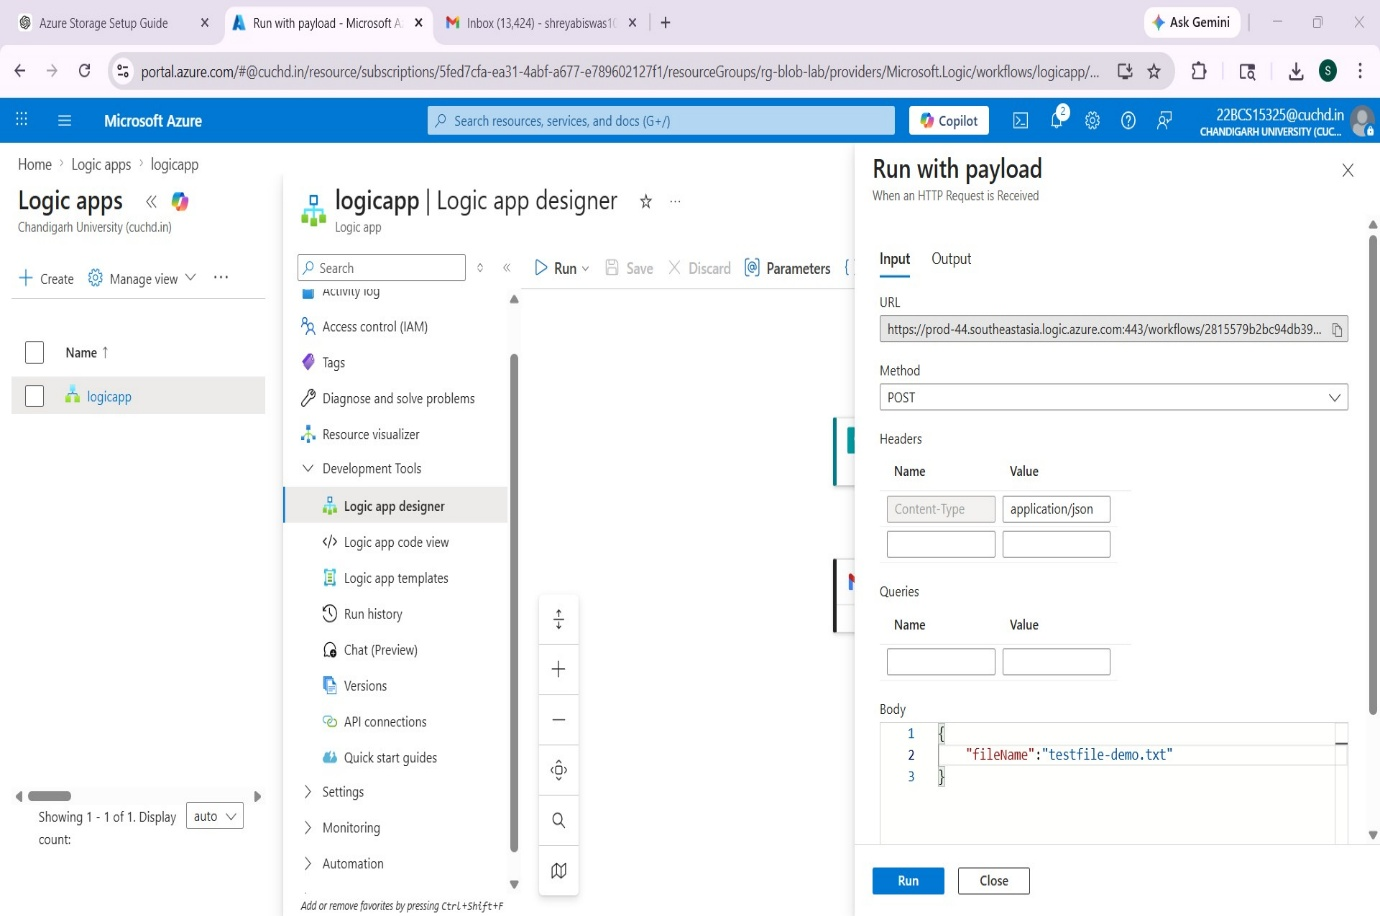 Azure Storage Setup Guide
Run with payload - Microsoft A
Inbox (13,424) - shreyabiswas10
Ask Gemini
portal.azure.com/#@cuchd.in/resource/subscriptions/5fed7cfa-ea31-4abf-a677-e789602127f1/resourceGroups/rg-blob-lab/providers/Microsoft.Logic/workflows/logicapp/...
S
Microsoft Azure
Search resources, services, and docs (G+/)
Copilot
2
22BCS15325@cuchd.in
CHANDIGARH UNIVERSITY (CUC...
Home > Logic apps > logicapp
Logic apps
Chandigarh University (cuchd.in)
Create
Manage view
...
Name ↑
logicapp
Showing 1 - 1 of 1. Display
count:
auto
logicapp | Logic app designer
...
Logic app
Search
Activity log
Access control (IAM)
Tags
Diagnose and solve problems
Resource visualizer
Development Tools
Logic app designer
Logic app code view
Logic app templates
Run history
Chat (Preview)
Versions
API connections
Quick start guides
Settings
Monitoring
Automation
Add or remove favorites by pressing Ctrl+Shift+F
Run
Save
Discard
Parameters
Run with payload
When an HTTP Request is Received
Input
Output
URL
https://prod-44.southeastasia.logic.azure.com:443/workflows/2815579b2bc94db39...
Method
POST
Headers
Name Value
Content-Type application/json
Queries
Name Value
Body
1 {
2 "fileName":"testfile-demo.txt"
3 }
Run
Close